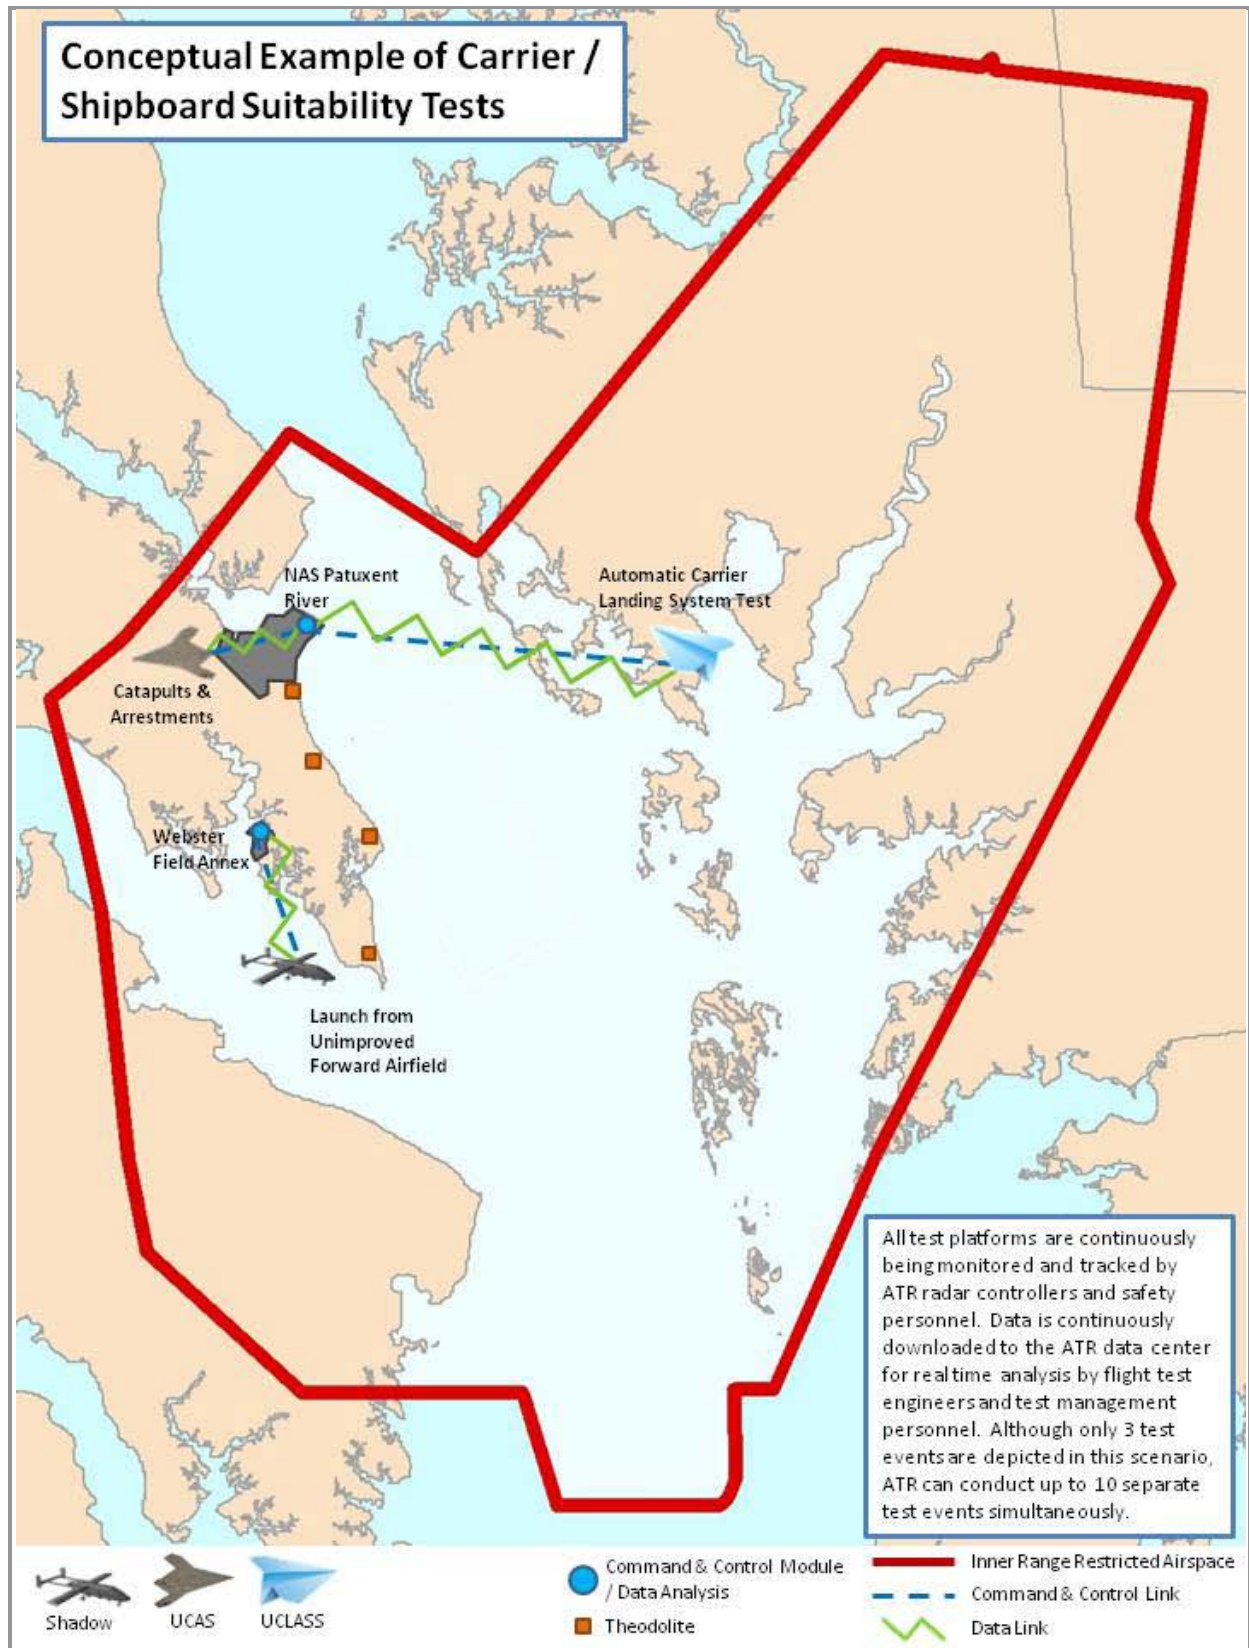 Conceptual Example of Carrier /
Shipboard Suitability Tests
NAS Patuxent
River
Automatic Carrier
Landing System Test
Catapults &
Arrestments
Webster
Field Annex
Launch from
Unimproved
Forward Airfield
All test platforms are continuously
being monitored and tracked by
ATR radar controllers and safety
personnel. Data is continuously
downloaded to the ATR data center
for real time analysis by flight test
engineers and test management
personnel. Although only 3 test
events are depicted in this scenario,
ATR can conduct up to 10 separate
test events simultaneously.
Shadow
UCAS
UCLASS
Command & Control Module
/ Data Analysis
Theodolite
Inner Range Restricted Airspace
Command & Control Link
Data Link